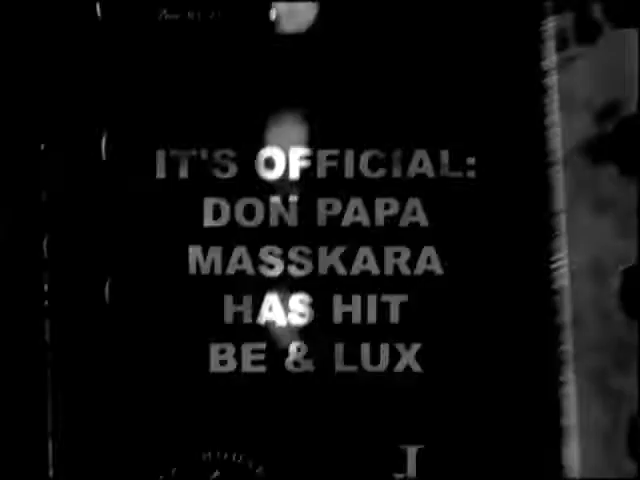 IT'S OFFICIAL:
DON PAPA
MASSKARA
HAS HIT
BE & LUX
J